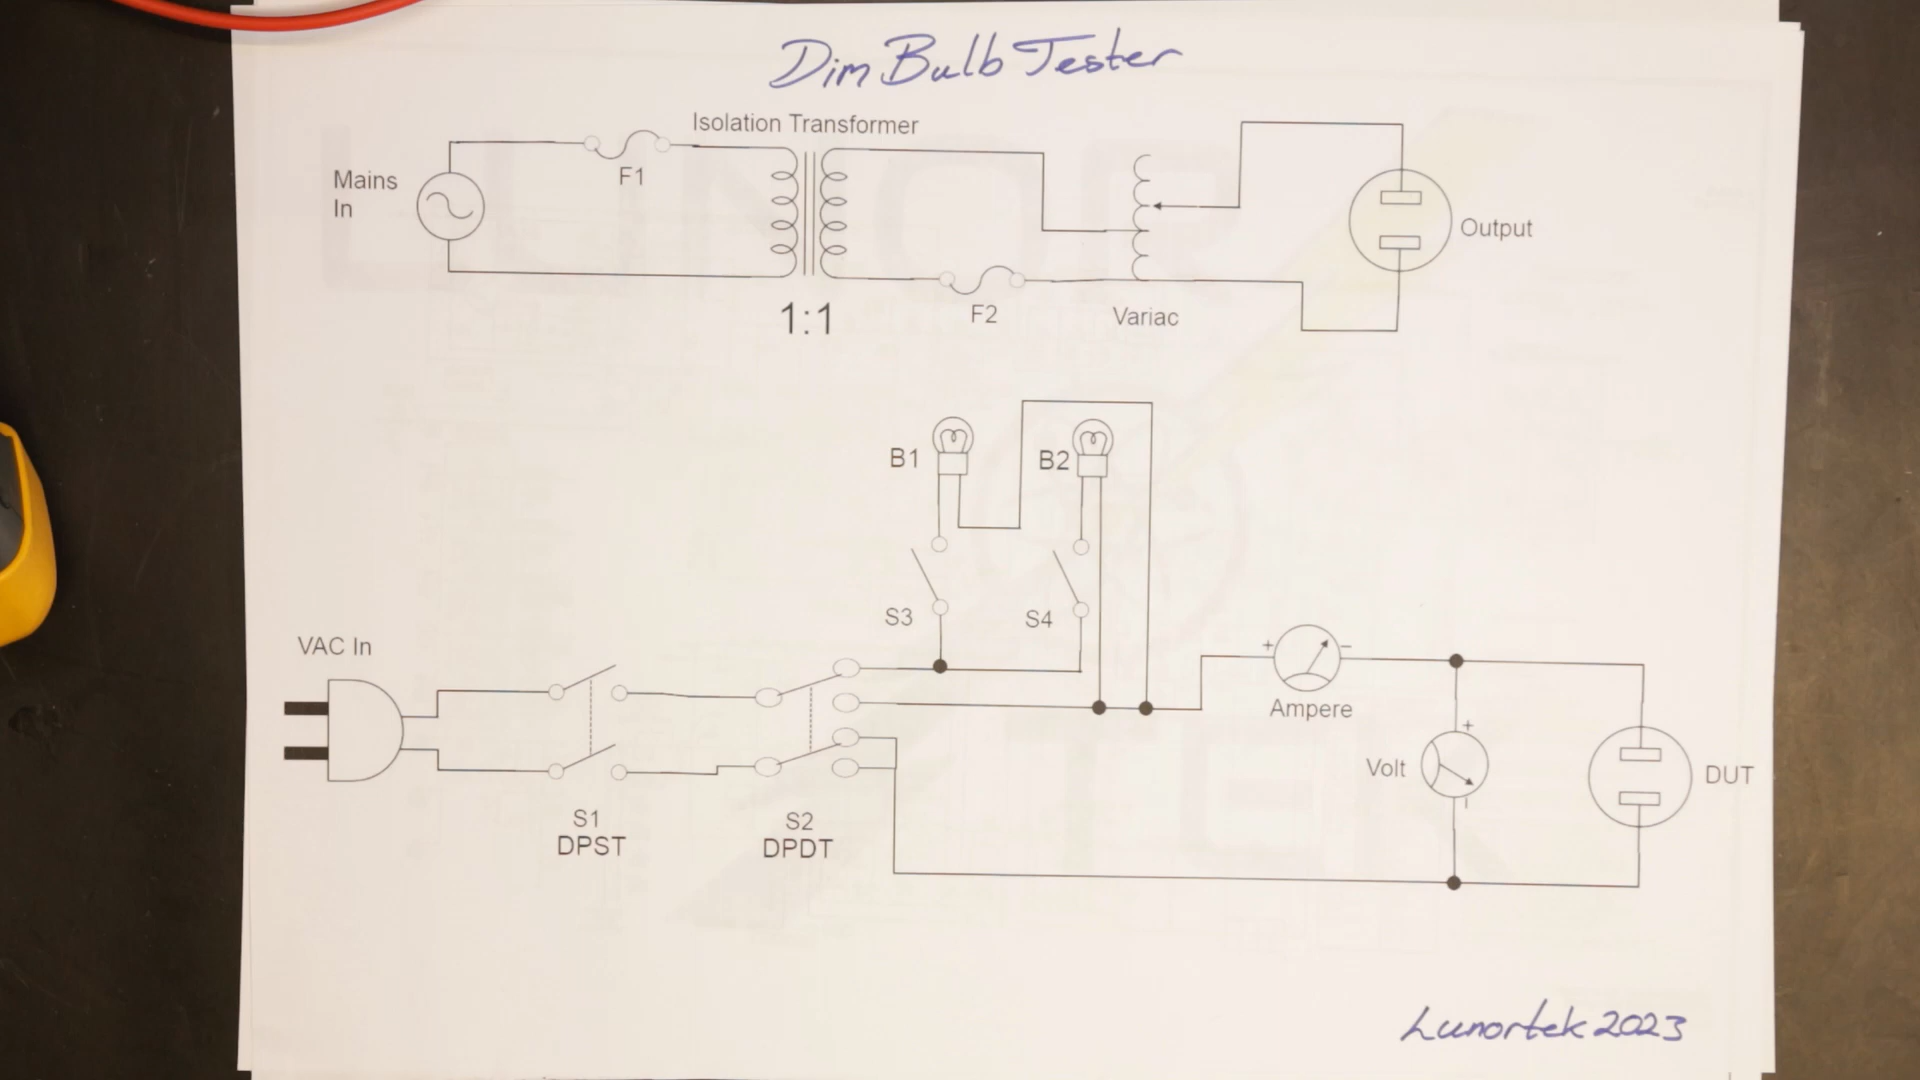 Dim Bulb Tester
Isolation Transformer
Mains
In
F1
Output
1:1
F2
Variac
B1
B2
S3
S4
VAC In
+
-
Ampere
+
Volt
-
DUT
S1
DPST
S2
DPDT
Lunortek 2023